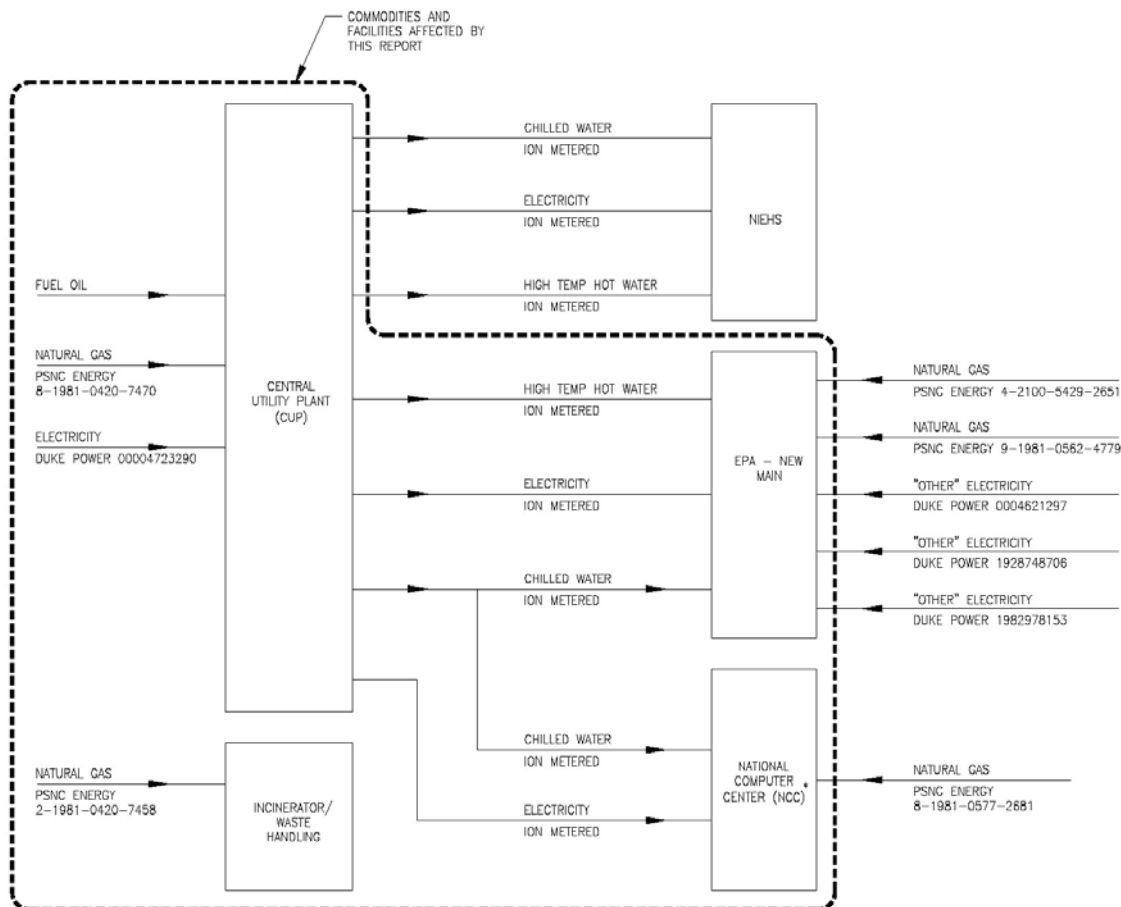 COMMODITIES AND
FACILITIES AFFECTED BY
THIS REPORT
CHILLED WATER
ION METERED
ELECTRICITY
ION METERED
NIEHS
FUEL OIL
HIGH TEMP HOT WATER
ION METERED
NATURAL GAS
PSNC ENERGY
8-1981-0420-7470
CENTRAL
UTILITY PLANT
(CUP)
ELECTRICITY
DUKE POWER 00004723290
HIGH TEMP HOT WATER
ION METERED
ELECTRICITY
ION METERED
CHILLED WATER
ION METERED
EPA – NEW
MAIN
NATURAL GAS
PSNC ENERGY 4-2100-5429-2651
NATURAL GAS
PSNC ENERGY 9-1981-0562-4779
"OTHER" ELECTRICITY
DUKE POWER 0004621297
"OTHER" ELECTRICITY
DUKE POWER 1928748706
"OTHER" ELECTRICITY
DUKE POWER 1982978153
NATURAL GAS
PSNC ENERGY
2-1981-0420-7458
INCINERATOR/
WASTE
HANDLING
CHILLED WATER
ION METERED
ELECTRICITY
ION METERED
NATIONAL
COMPUTER
CENTER (NCC) *
NATURAL GAS
PSNC ENERGY
8-1981-0577-2681